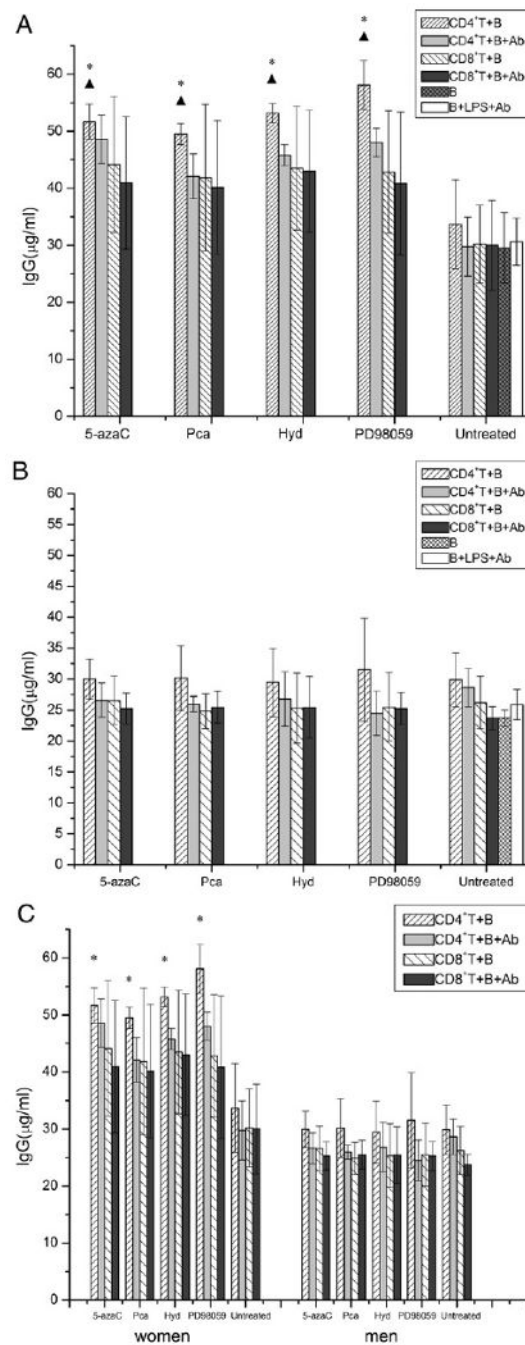 A
*
*
*
*
▲
▲
▲
▲
CD4⁺T+B
CD4⁺T+B+Ab
CD8⁺T+B
CD8⁺T+B+Ab
B
B+LPS+Ab
IgG(μg/ml)
60
50
40
30
20
10
0
5-azaC Pca Hyd PD98059 Untreated
B
CD4⁺T+B
CD4⁺T+B+Ab
CD8⁺T+B
CD8⁺T+B+Ab
B
B+LPS+Ab
IgG(μg/ml)
60
55
50
45
40
35
30
25
20
15
10
5
0
5-azaC Pca Hyd PD98059 Untreated
C
*
*
*
*
CD4⁺T+B
CD4⁺T+B+Ab
CD8⁺T+B
CD8⁺T+B+Ab
IgG(μg/ml)
60
50
40
30
20
10
0
5-azaC Pca Hyd PD98059 Untreated 5-azaC Pca Hyd PD98059 Untreated
women men